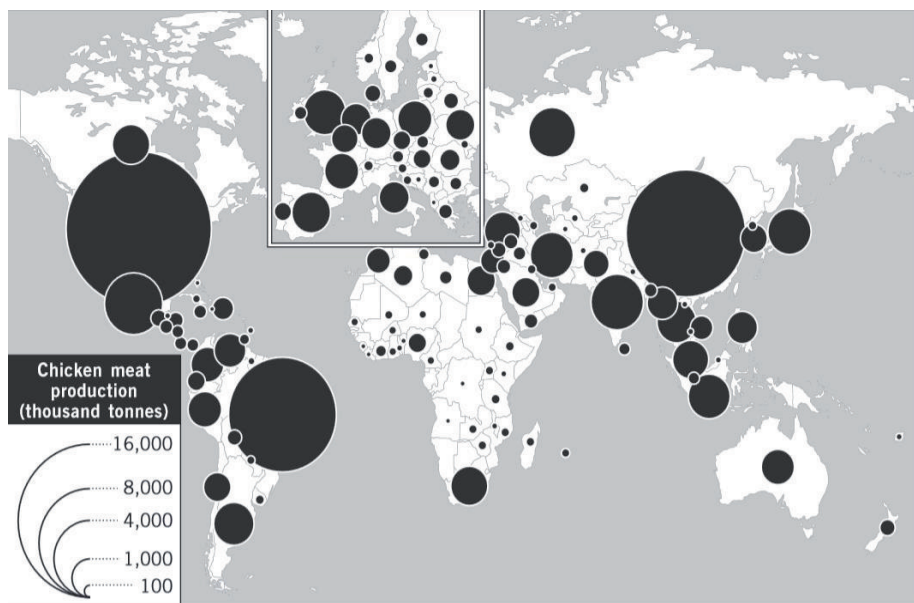 Chicken meat
production
(thousand tonnes)
16,000
8,000
4,000
1,000
100